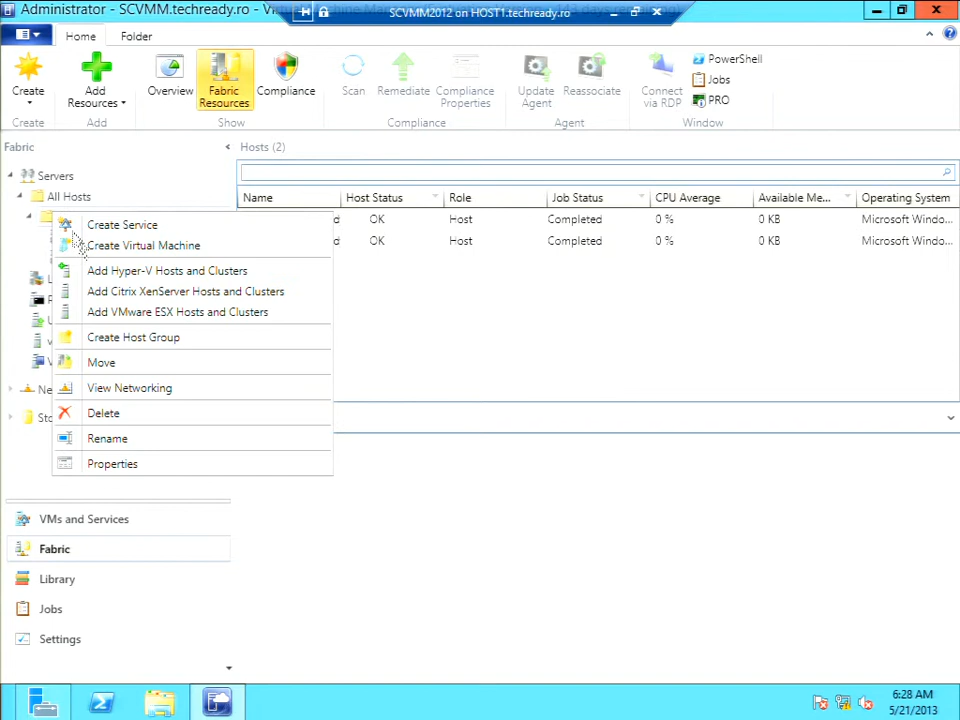 Administrator - SCVMM.techready.ro - Vi
SCVMM2012 on HOST1.techready.ro
Home
Folder
Create
Add Resources
Overview
Fabric Resources
Compliance
Scan
Remediate
Compliance Properties
Update Agent
Reassociate
Connect via RDP
PowerShell
Jobs
PRO
Create
Add
Show
Compliance
Agent
Window
Fabric
Hosts (2)
Servers
All Hosts
Name
Host Status
Role
Job Status
CPU Average
Available Me...
Operating System
d OK Host Completed 0 % 0 KB Microsoft Windo...
d OK Host Completed 0 % 0 KB Microsoft Windo...
Create Service
Create Virtual Machine
Add Hyper-V Hosts and Clusters
Add Citrix XenServer Hosts and Clusters
Add VMware ESX Hosts and Clusters
Create Host Group
Move
View Networking
Delete
Rename
Properties
L
P
U
v
V
Ne
Sto
VMs and Services
Fabric
Library
Jobs
Settings
6:28 AM
5/21/2013